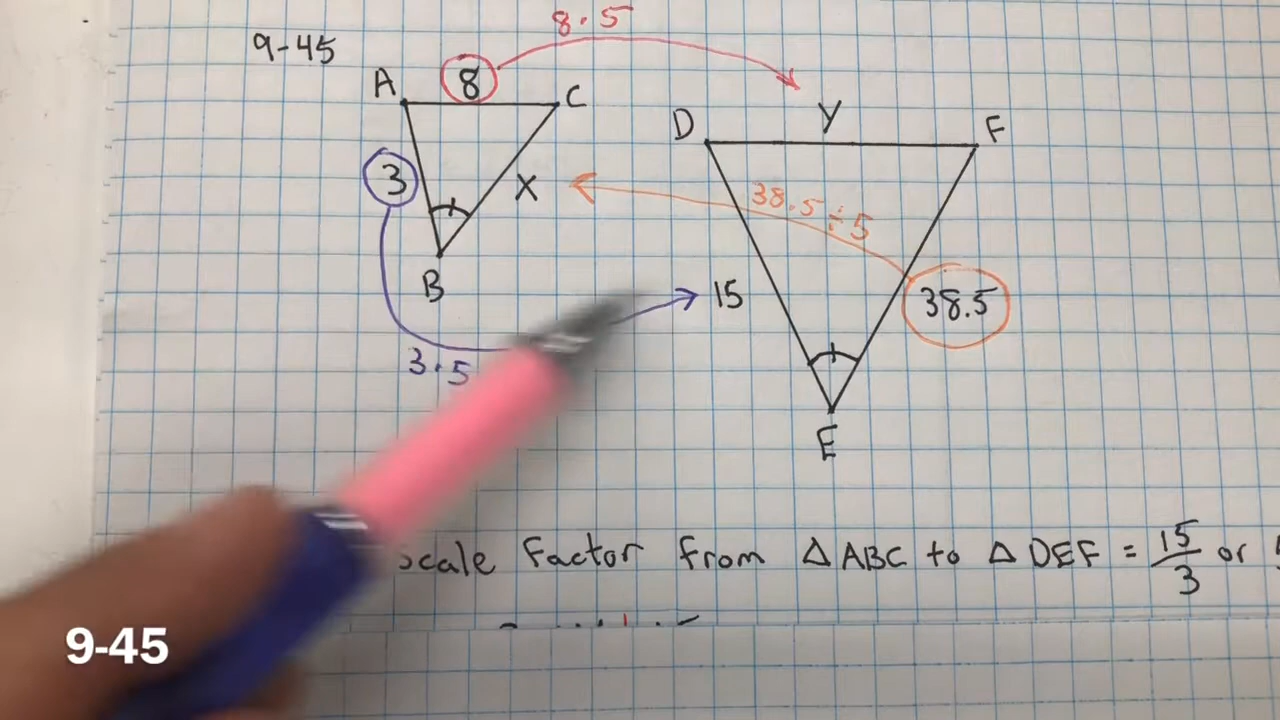 8·5
9-45
A 8 C
D Y F
3 X
38.5÷5
B
15
38.5
3·5
E
scale factor from △ABC to △DEF = 15/3 or
9-45